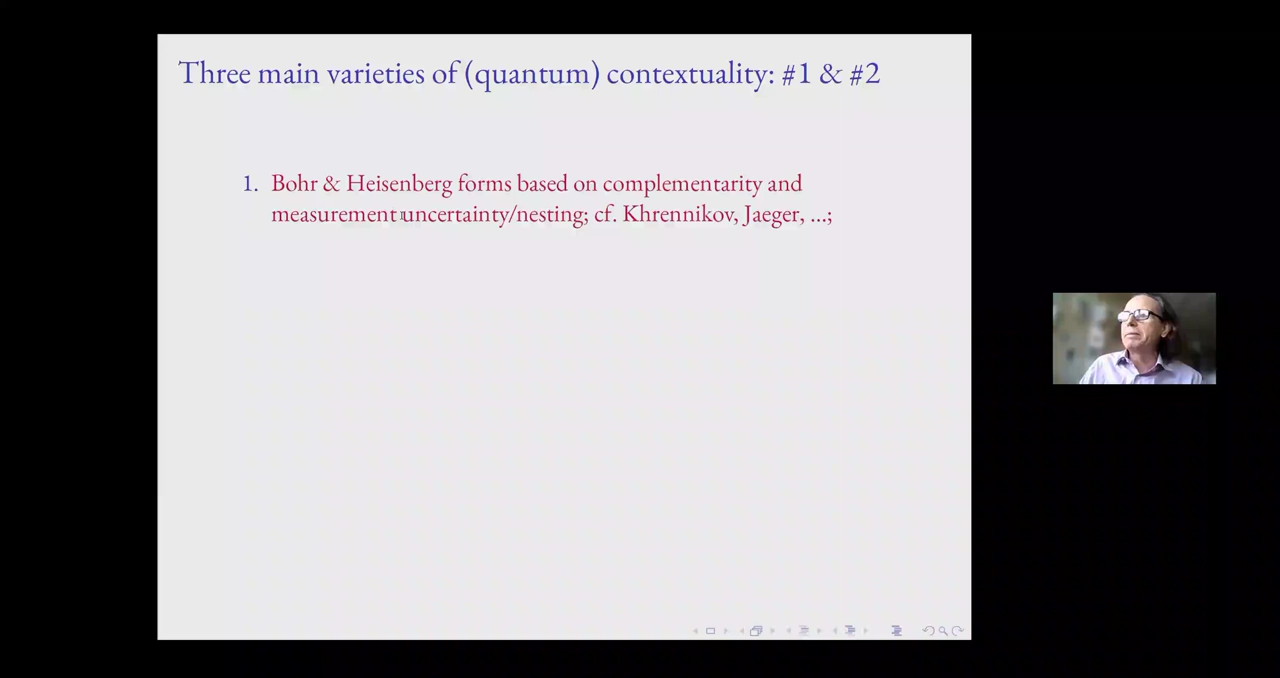 Three main varieties of (quantum) contextuality: #1 & #2
1. Bohr & Heisenberg forms based on complementarity and
measurement uncertainty/nesting; cf. Khrennikov, Jaeger, ...;